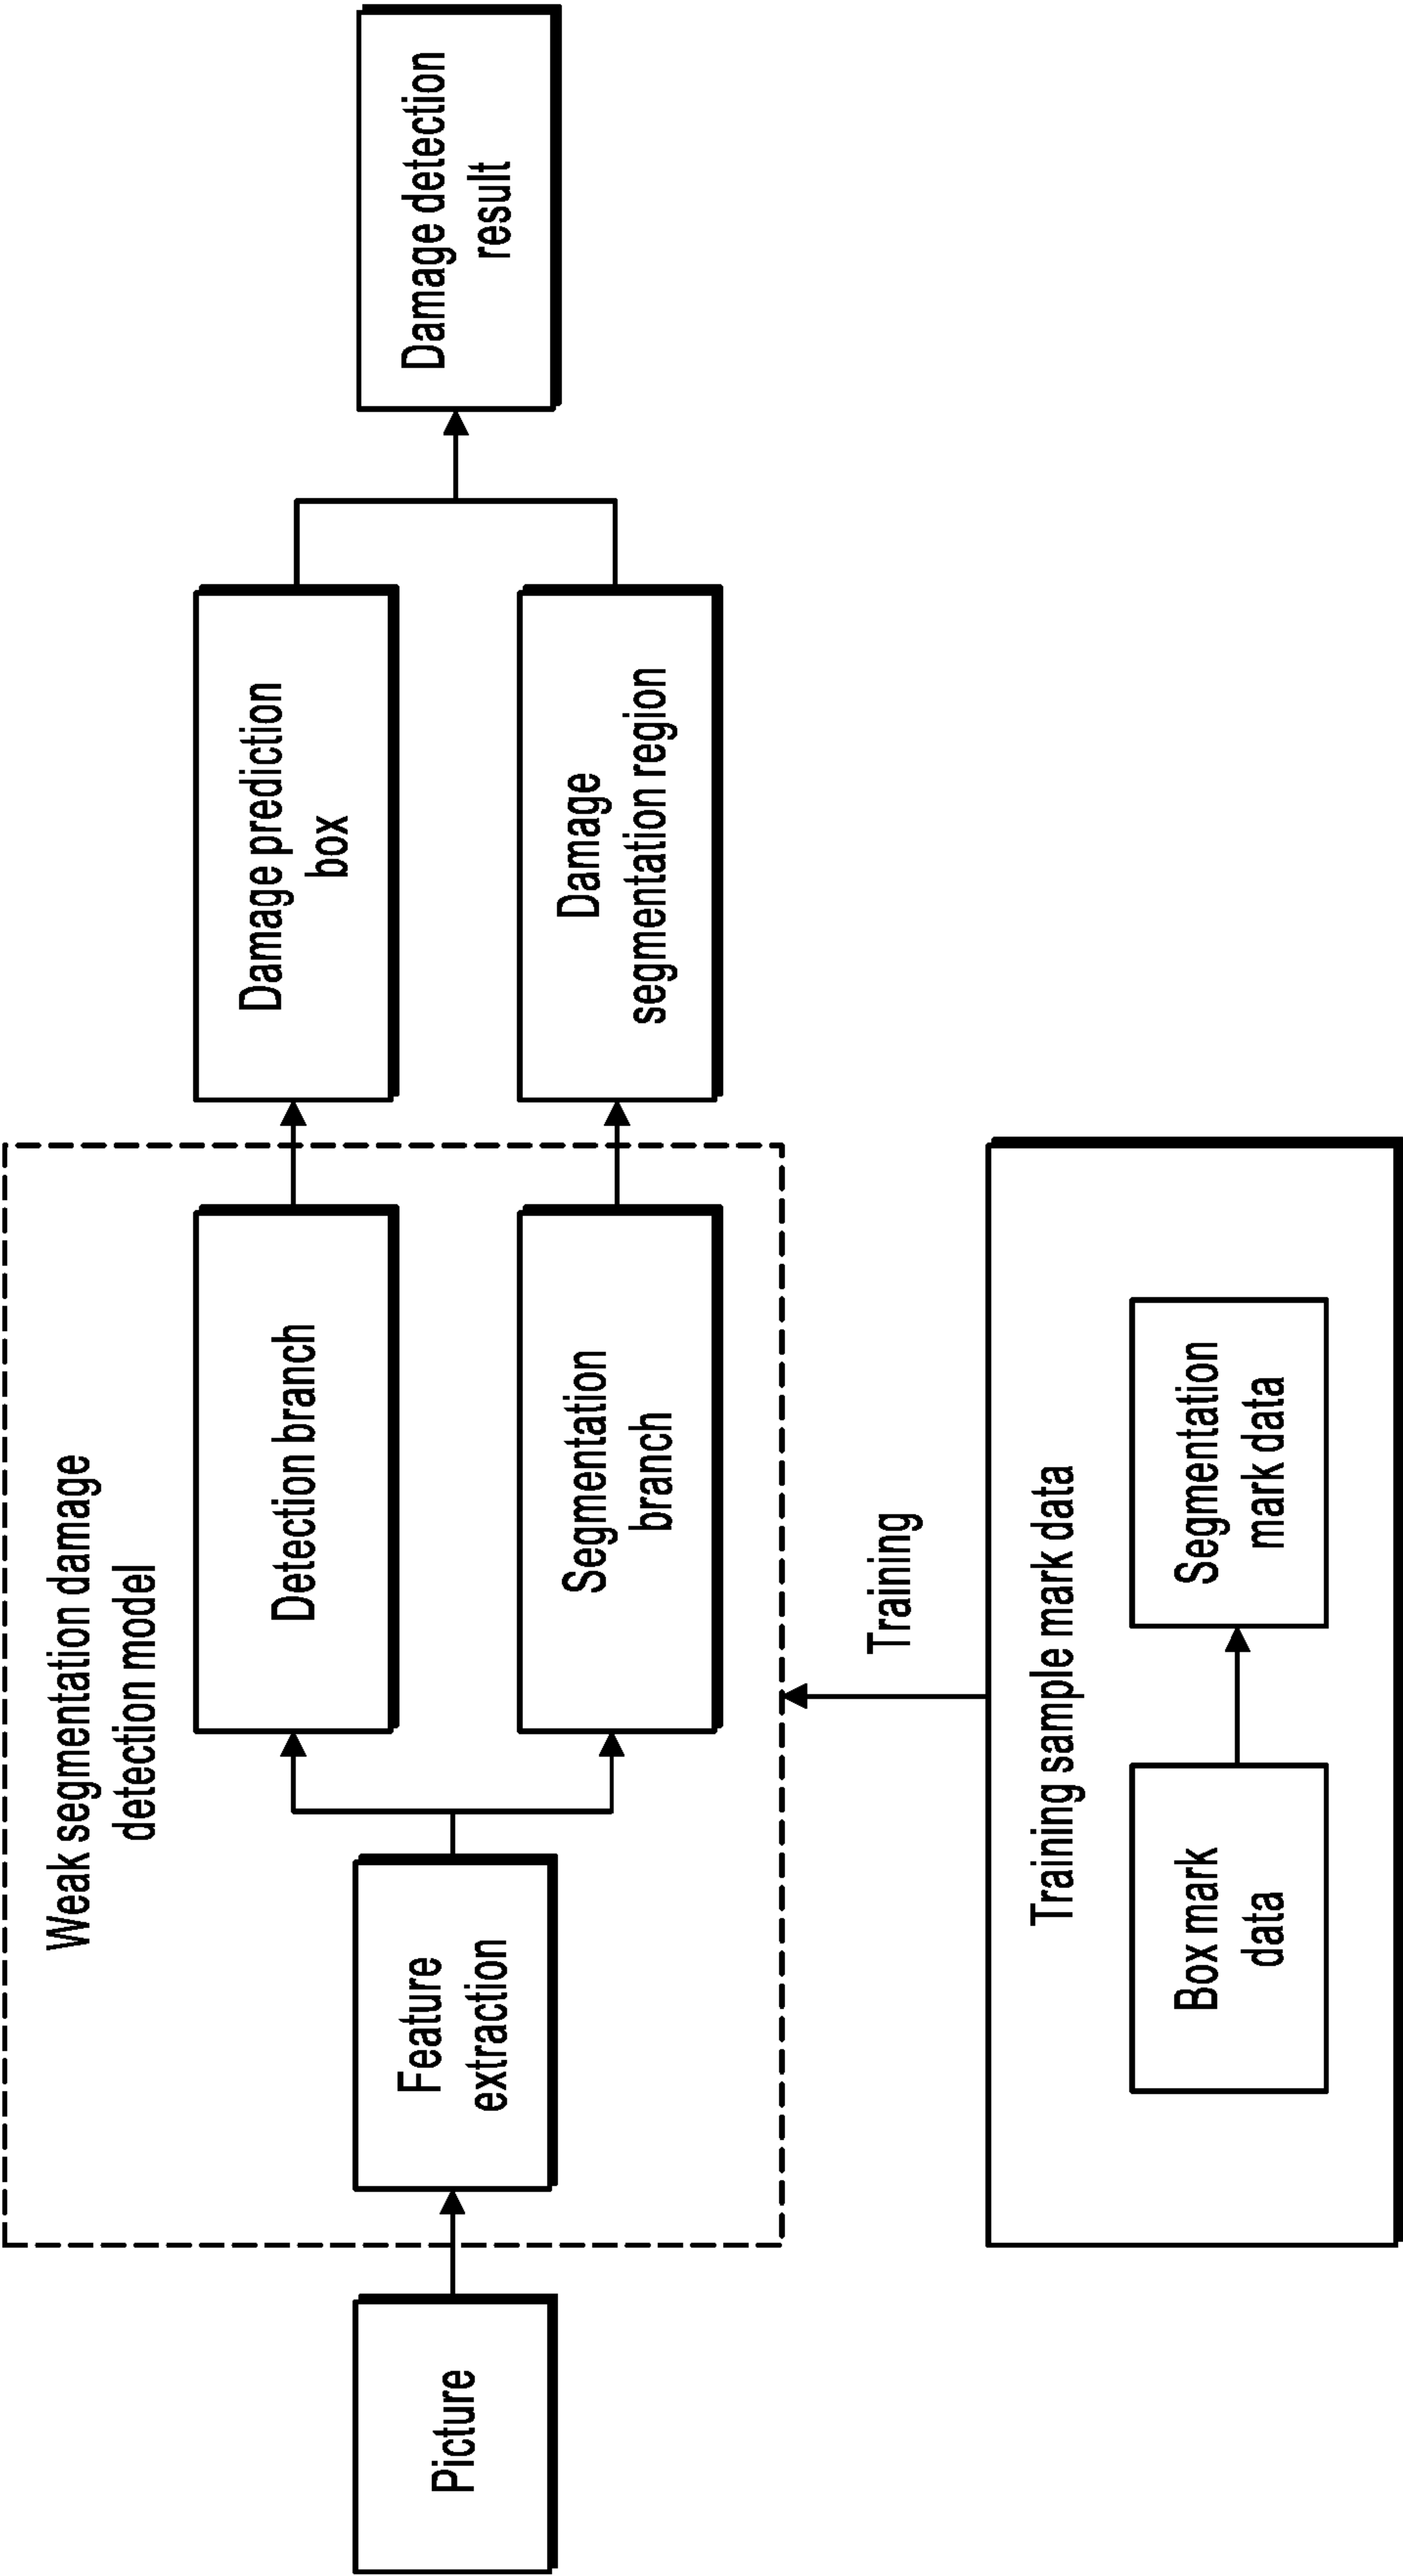 Weak segmentation damage
detection model
Picture
Feature
extraction
Detection branch
Segmentation
branch
Damage prediction
box
Damage
segmentation region
Damage detection
result
Training
Training sample mark data
Box mark
data
Segmentation
mark data